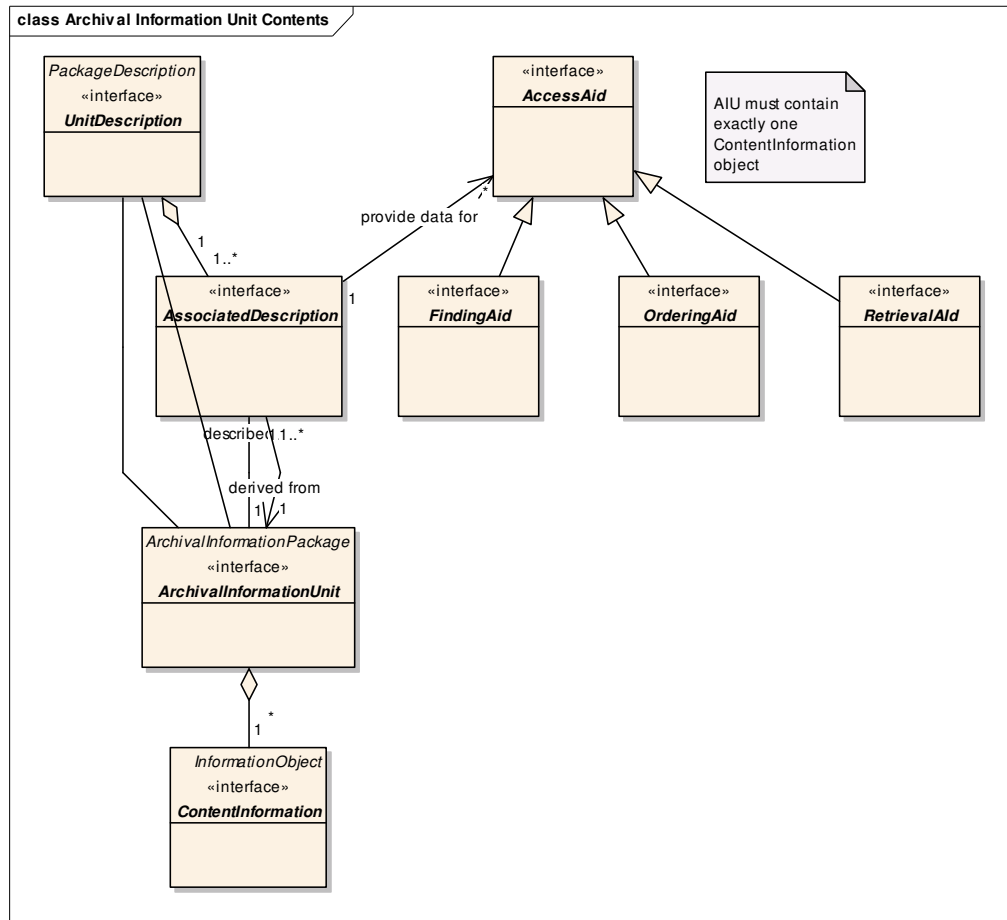 class Archival Information Unit Contents
PackageDescription
«interface»
UnitDescription
«interface»
AccessAid
AIU must contain
exactly one
ContentInformation
object
provide data for
*
1
1..*
1
«interface»
AssociatedDescription
«interface»
FindingAid
«interface»
OrderingAid
«interface»
RetrievalAId
1..*
derived from
1
1
ArchivalInformationPackage
«interface»
ArchivalInformationUnit
*
1
InformationObject
«interface»
ContentInformation